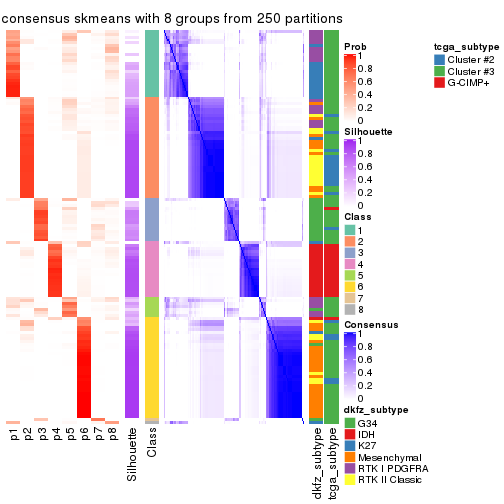 consensus skmeans with 8 groups from 250 partitions
p1
p2
p3
p4
p5
p6
p7
p8
Silhouette
Class
dkfz_subtype
tcga_subtype
Prob
1
0.8
0.6
0.4
0.2
0
Silhouette
1
0.8
0.6
0.4
0.2
0
Class
1
2
3
4
5
6
7
8
Consensus
1
0.8
0.6
0.4
0.2
0
dkfz_subtype
G34
IDH
K27
Mesenchymal
RTK I PDGFRA
RTK II Classic
tcga_subtype
Cluster #2
Cluster #3
G-CIMP+